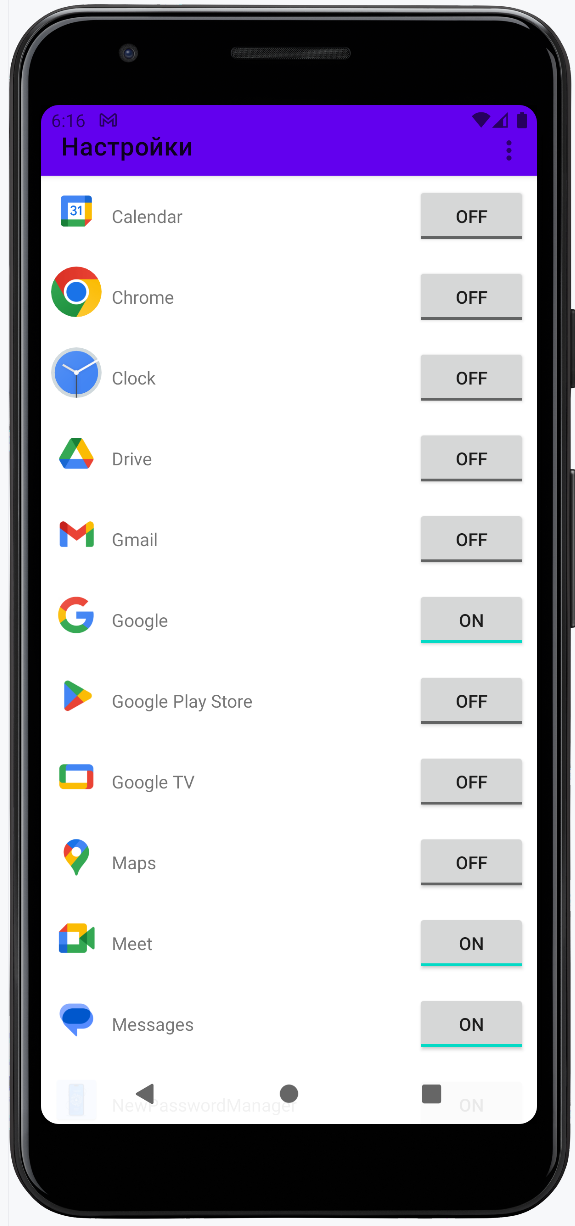 6:16
Настройки
31
Calendar OFF
Chrome OFF
Clock OFF
Drive OFF
Gmail OFF
Google ON
Google Play Store OFF
Google TV OFF
Maps OFF
Meet ON
Messages ON
NewPasswordManager ON